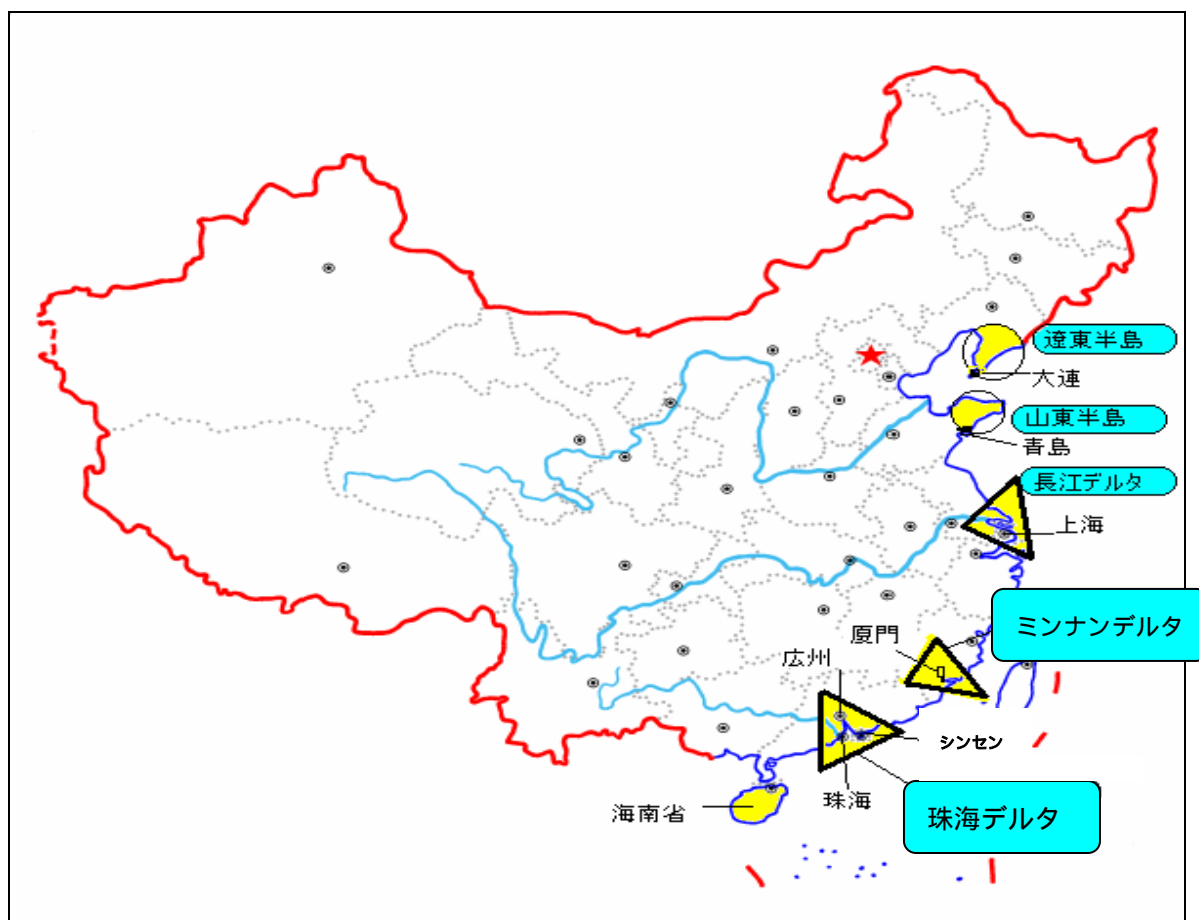 遼東半島
大連
山東半島
青島
長江デルタ
上海
ミンナンデルタ
厦門
広州
シンセン
珠海
海南省
珠海デルタ